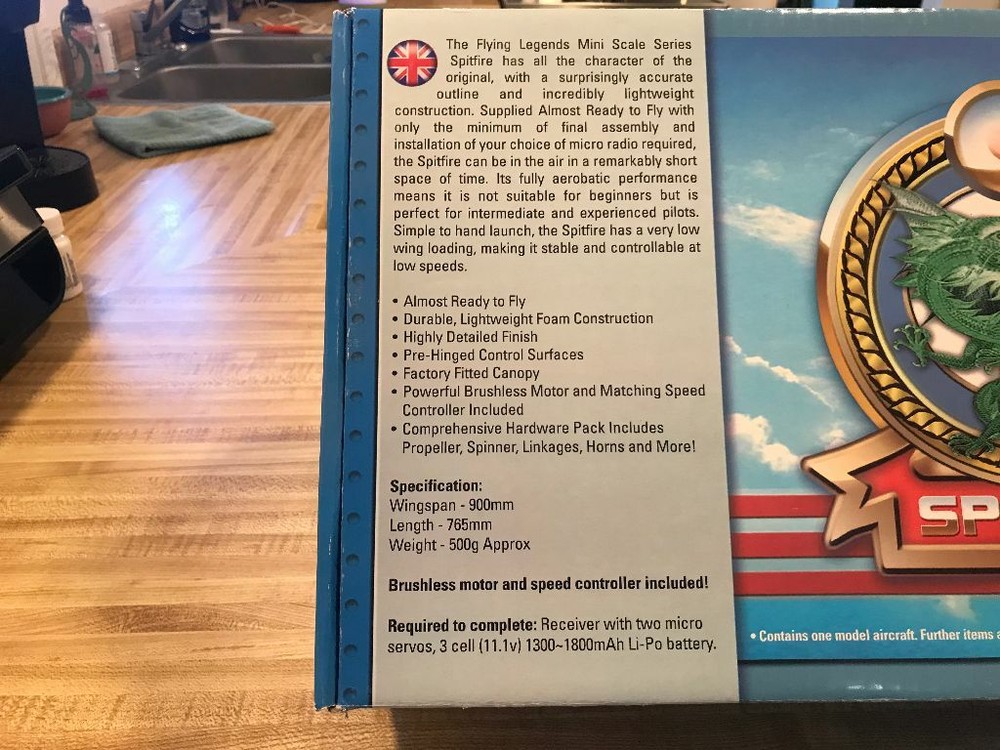 The Flying Legends Mini Scale Series
Spitfire has all the character of the
original, with a surprisingly accurate
outline and incredibly lightweight
construction. Supplied Almost Ready to Fly with
only the minimum of final assembly and
installation of your choice of micro radio required,
the Spitfire can be in the air in a remarkably short
space of time. Its fully aerobatic performance
means it is not suitable for beginners but is
perfect for intermediate and experienced pilots.
Simple to hand launch, the Spitfire has a very low
wing loading, making it stable and controllable at
low speeds.
• Almost Ready to Fly
• Durable, Lightweight Foam Construction
• Highly Detailed Finish
• Pre-Hinged Control Surfaces
• Factory Fitted Canopy
• Powerful Brushless Motor and Matching Speed
Controller Included
• Comprehensive Hardware Pack Includes
Propeller, Spinner, Linkages, Horns and More!
Specification:
Wingspan - 900mm
Length - 765mm
Weight - 500g Approx
Brushless motor and speed controller included!
Required to complete: Receiver with two micro
servos, 3 cell (11.1v) 1300~1800mAh Li-Po battery.
SP
• Contains one model aircraft. Further items a